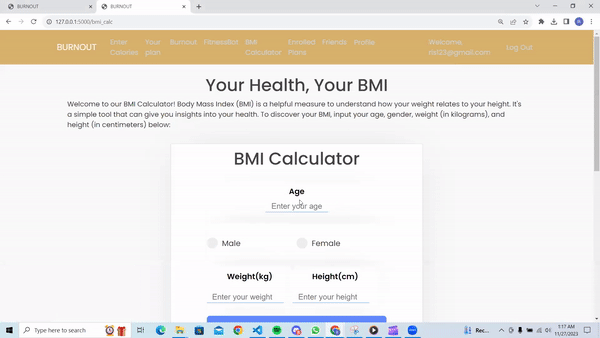 BURNOUT
BURNOUT
127.0.0.1:5000/bmi_calc
BURNOUT
Enter Calories
Your plan
Burnout
Fitnessbot
BMI Calculator
Enrolled Plans
Friends
Profile
Log Out
Your Health, Your BMI
Welcome to our BMI Calculator! Body Mass Index (BMI) is a helpful measure to understand how your weight relates to your height. It's
a simple tool that can give you insights into your health. To discover your BMI, input your age, gender, weight (in kilograms), and
height (in centimeters) below:
BMI Calculator
Age
Enter your age
Male
Female
Weight(kg)
Height(cm)
Enter your weight
Enter your height
Type here to search
Rec...
1:17 AM
11/27/2023